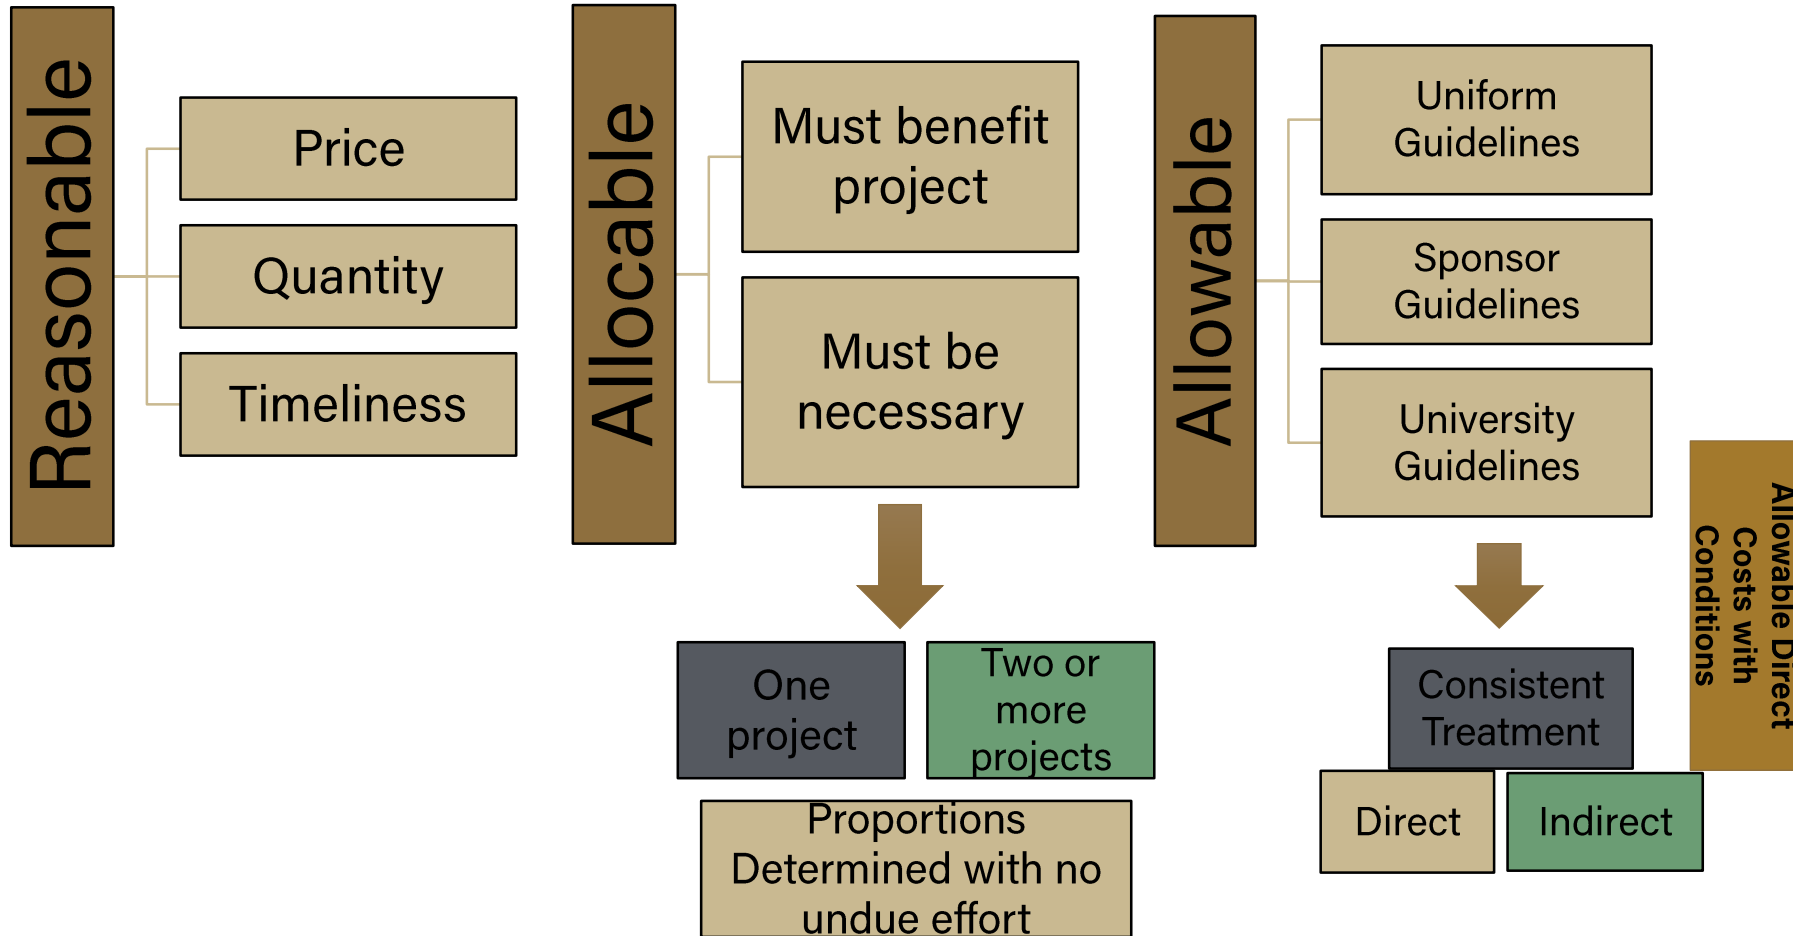 Reasonable
Price
Quantity
Timeliness
Allocable
Must benefit
project
Must be
necessary
One
project
Two or
more
projects
Proportions
Determined with no
undue effort
Allowable
Uniform
Guidelines
Sponsor
Guidelines
University
Guidelines
Consistent
Treatment
Direct
Indirect
Allowable Direct
Costs with
Conditions